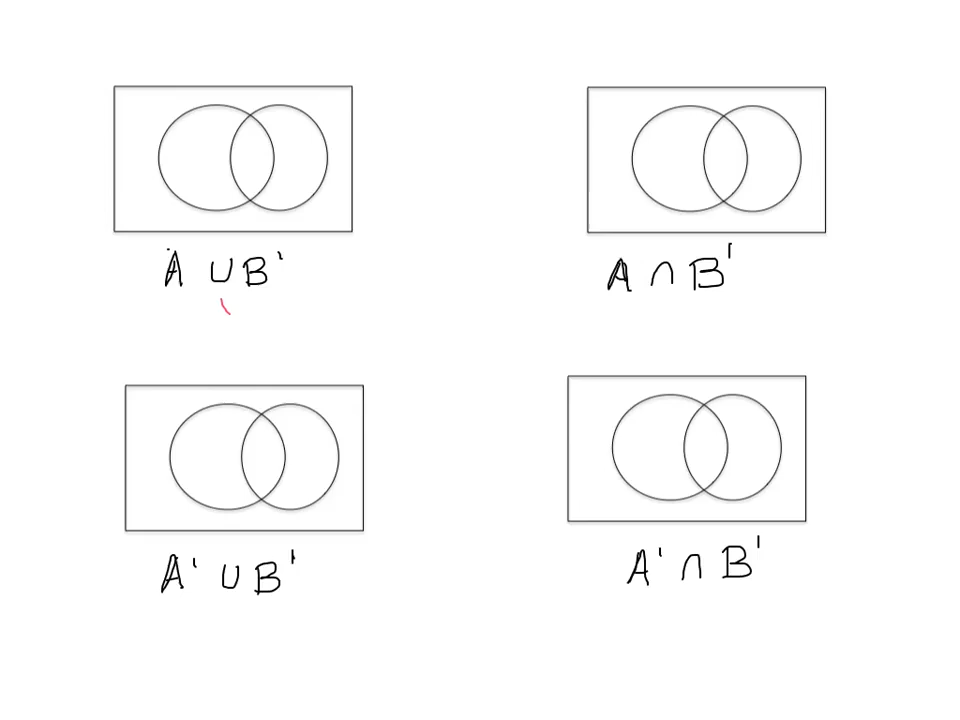 A ∪ B'
A ∩ B'
A' ∪ B'
A' ∩ B'